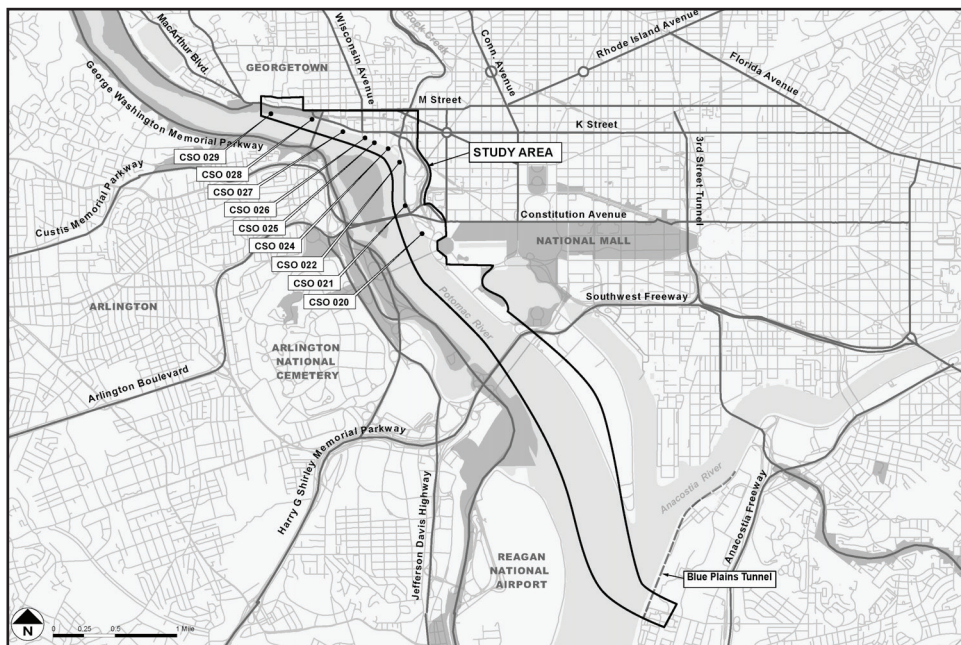 MacArthur Blvd.
Wisconsin Avenue
Rock Creek
Conn. Avenue
Rhode Island Avenue
Florida Avenue
GEORGETOWN
George Washington Memorial Parkway
M Street
K Street
STUDY AREA
3rd Street Tunnel
CSO 029
CSO 028
CSO 027
CSO 026
CSO 025
CSO 024
CSO 022
CSO 021
CSO 020
Custis Memorial Parkway
Constitution Avenue
NATIONAL MALL
Potomac River
Southwest Freeway
ARLINGTON
ARLINGTON
NATIONAL
CEMETERY
Arlington Boulevard
Harry G Shirley Memorial Parkway
Jefferson Davis Highway
Anacostia River
Anacostia Freeway
REAGAN
NATIONAL
AIRPORT
Blue Plains Tunnel
N
0 0.25 0.5 1 Mile